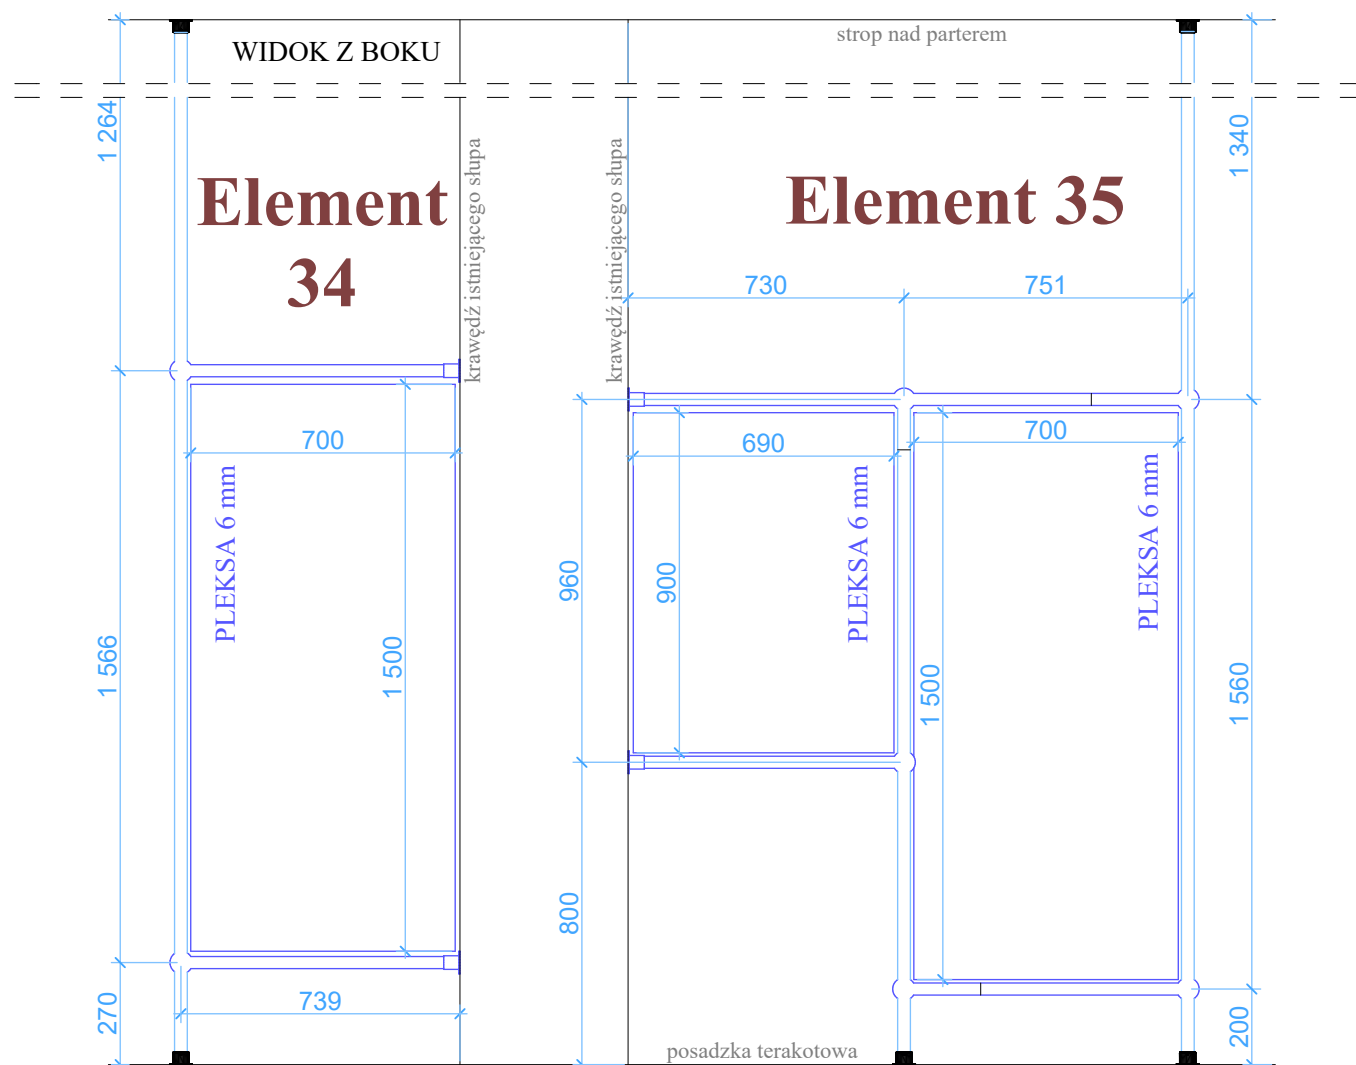 strop nad parterem
WIDOK Z BOKU
1 264
1 340
krawędź istniejącego słupa
krawędź istniejącego słupa
Element
34
Element 35
730
751
700
690
700
PLEKSA 6 mm
PLEKSA 6 mm
PLEKSA 6 mm
960
900
1 566
1 500
1 500
1 560
800
270
739
200
posadzka terakotowa